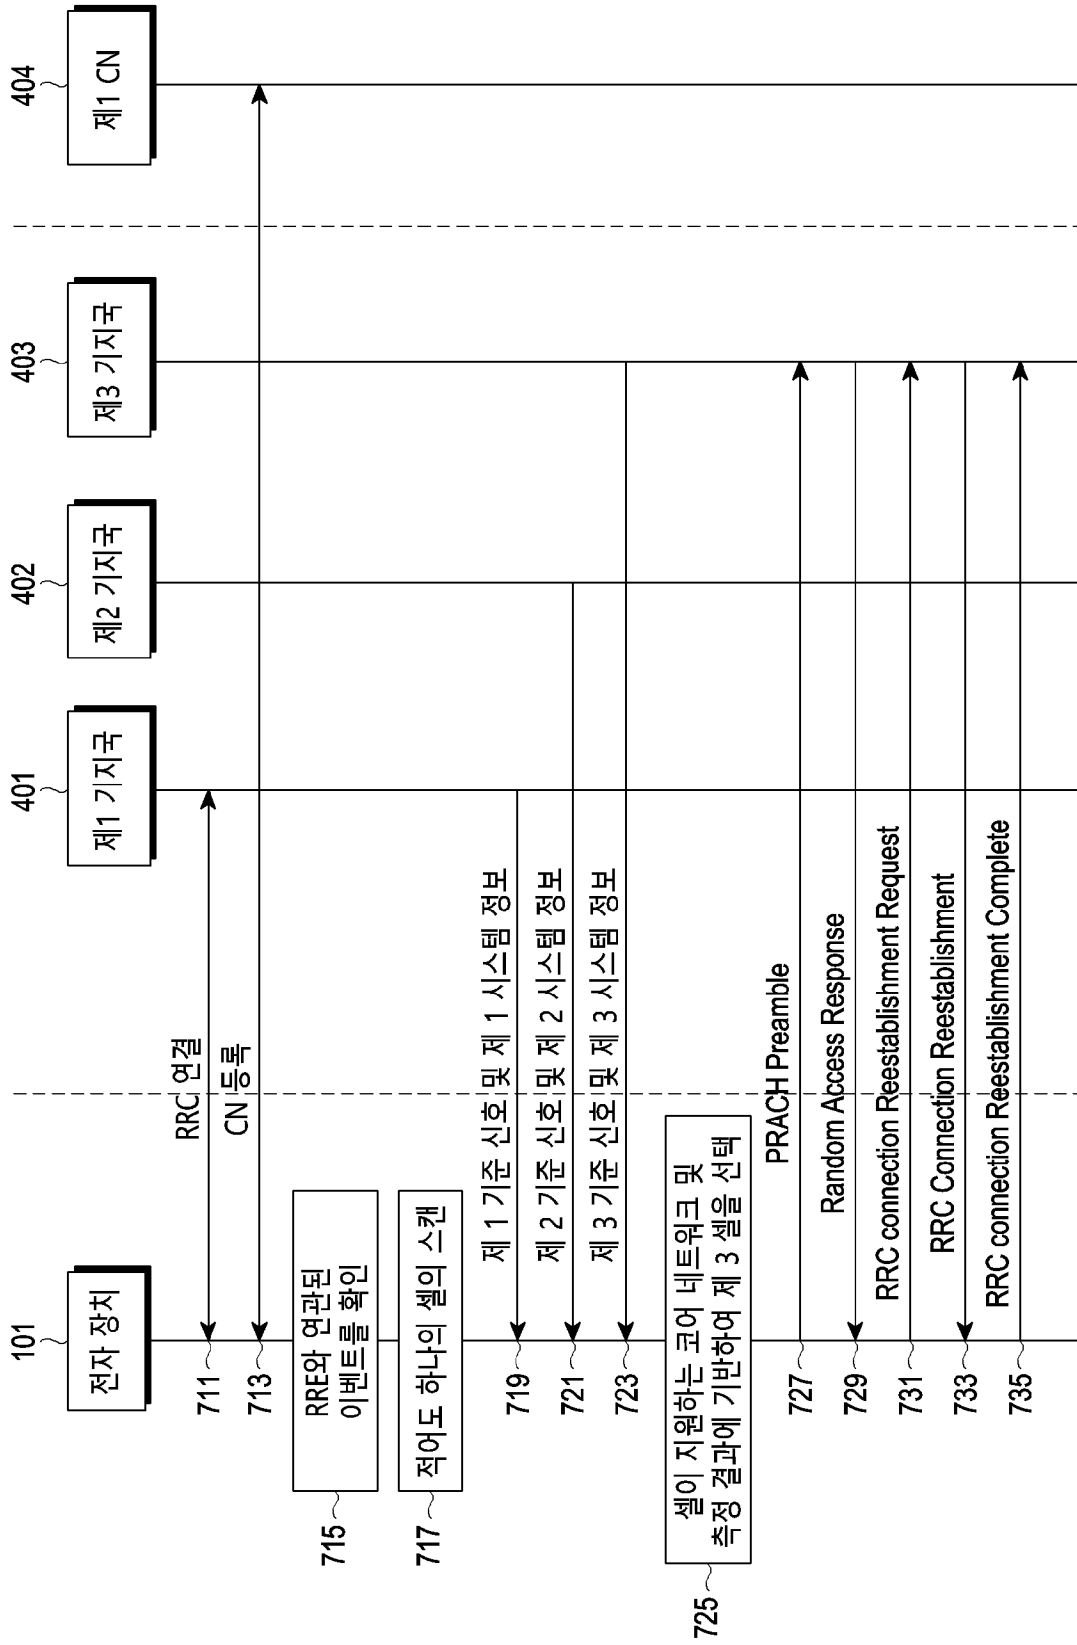 101
전자 장치
401
제1 기지국
402
제2 기지국
403
제3 기지국
404
제1 CN
711
RRC 연결
713
CN 등록
715
RRE와 연관된
이벤트를 확인
717
적어도 하나의 셀의 스캔
719
제 1 기준 신호 및 제 1 시스템 정보
721
제 2 기준 신호 및 제 2 시스템 정보
723
제 3 기준 신호 및 제 3 시스템 정보
725
셀이 지원하는 코어 네트워크 및
측정 결과에 기반하여 제 3 셀을 선택
727
PRACH Preamble
729
Random Access Response
731
RRC connection Reestablishment Request
733
RRC Connection Reestablishment
735
RRC connection Reestablishment Complete